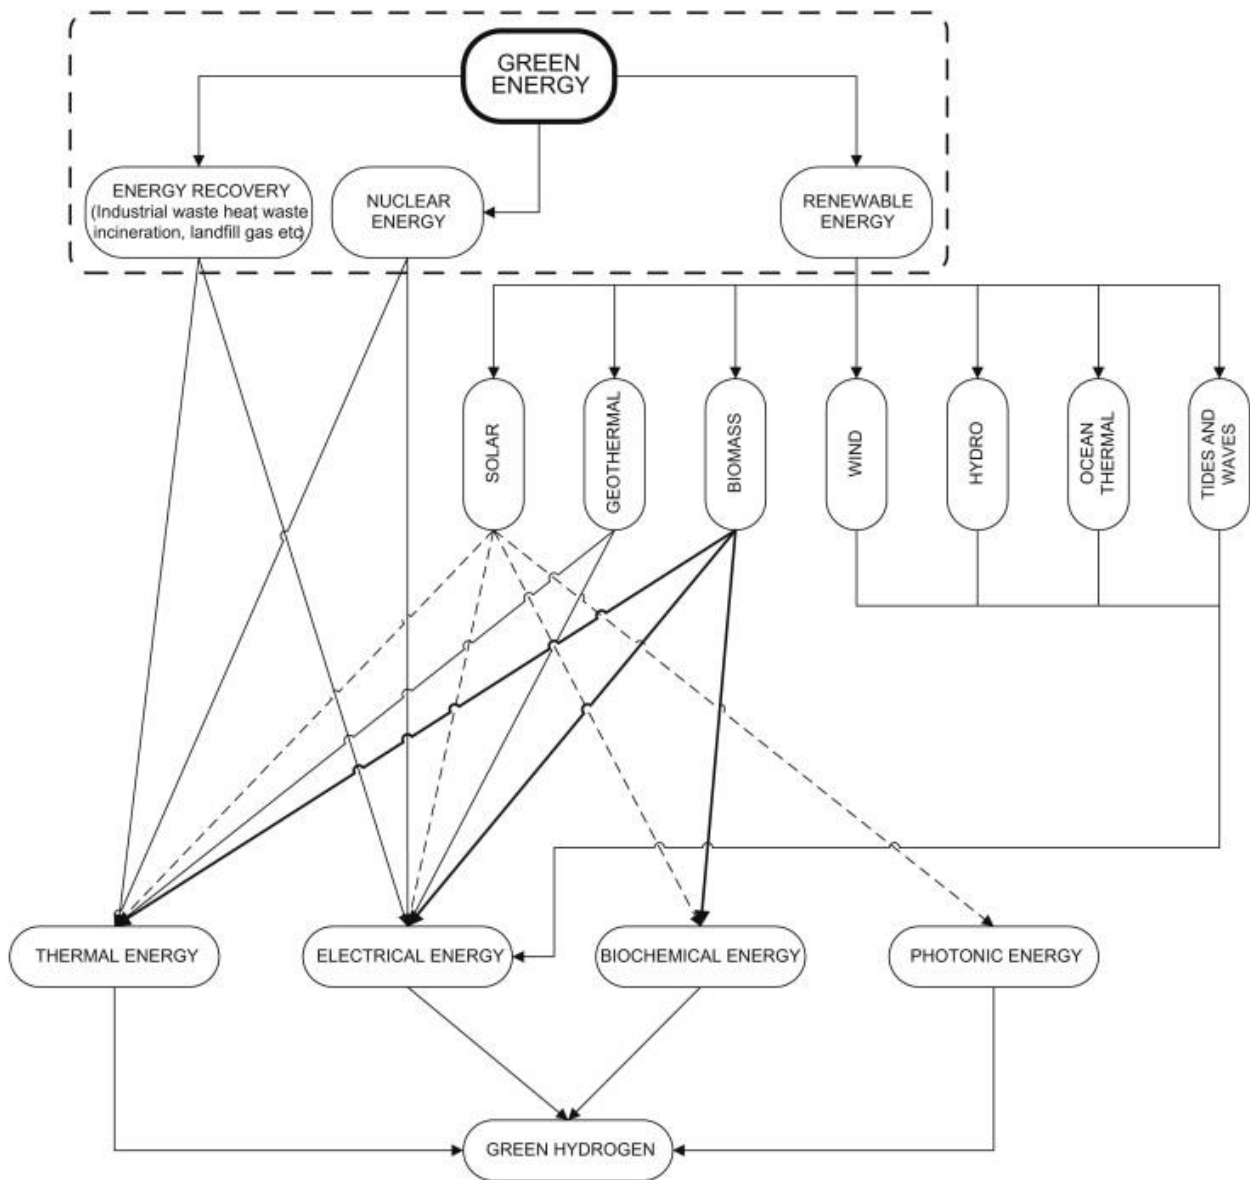 GREEN
ENERGY
ENERGY RECOVERY
(Industrial waste heat, waste
incineration, landfill gas etc)
NUCLEAR
ENERGY
RENEWABLE
ENERGY
SOLAR
GEOTHERMAL
BIOMASS
WIND
HYDRO
OCEAN
THERMAL
TIDES AND
WAVES
THERMAL ENERGY
ELECTRICAL ENERGY
BIOCHEMICAL ENERGY
PHOTONIC ENERGY
GREEN HYDROGEN